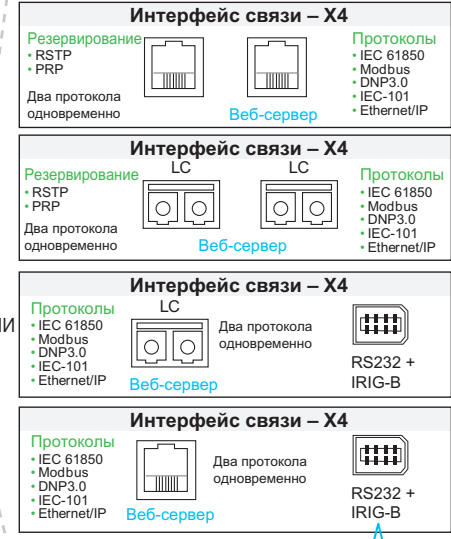 Интерфейс связи – X4
Резервирование
• RSTP
• PRP
Два протокола
одновременно
Веб-сервер
Протоколы
• IEC 61850
• Modbus
• DNP3.0
• IEC-101
• Ethernet/IP
Интерфейс связи – X4
Резервирование
• RSTP
• PRP
Два протокола
одновременно
LC
LC
Веб-сервер
Протоколы
• IEC 61850
• Modbus
• DNP3.0
• IEC-101
• Ethernet/IP
Интерфейс связи – X4
Протоколы
• IEC 61850
• Modbus
• DNP3.0
• IEC-101
• Ethernet/IP
LC
Веб-сервер
Два протокола
одновременно
RS232 +
IRIG-B
Интерфейс связи – X4
Протоколы
• IEC 61850
• Modbus
• DNP3.0
• IEC-101
• Ethernet/IP
Веб-сервер
Два протокола
одновременно
RS232 +
IRIG-B